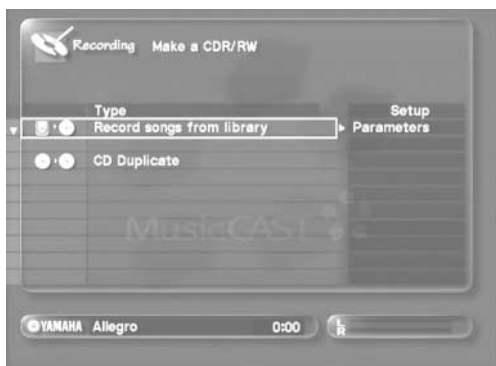 Recording Make a CDR/RW
Type Setup
Record songs from library Parameters
CD Duplicate
MusicCAST
YAMAHA Allegro 0:00 L
R